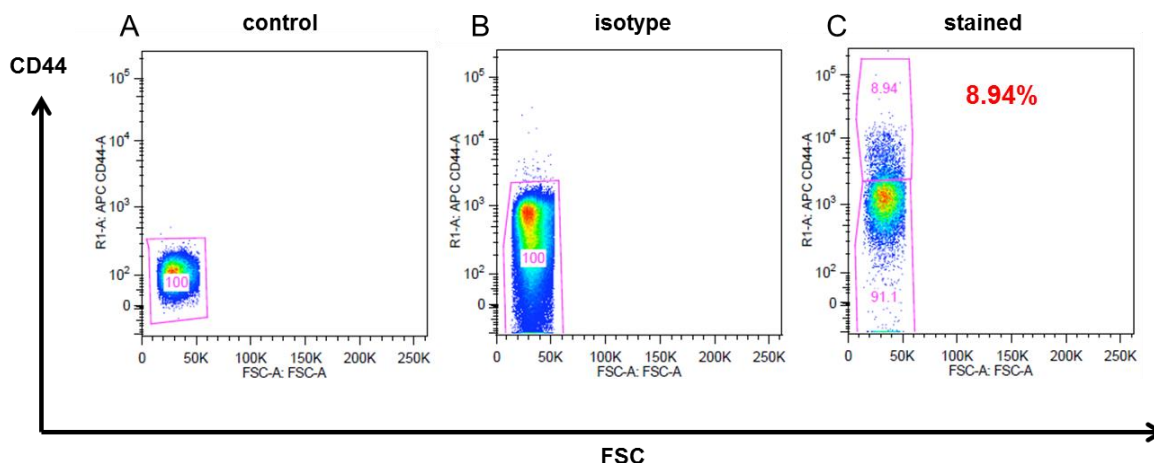 A
control
B
isotype
C
stained
CD44
R1-A: APC CD44-A
10^5
10^4
10^3
10^2
0
100
0
50K
100K
150K
200K
250K
FSC-A: FSC-A
R1-A: APC CD44-A
10^5
10^4
10^3
10^2
0
100
0
50K
100K
150K
200K
250K
FSC-A: FSC-A
R1-A: APC CD44-A
10^5
10^4
10^3
10^2
0
8.94
8.94%
91.1
0
50K
100K
150K
200K
250K
FSC-A: FSC-A
FSC